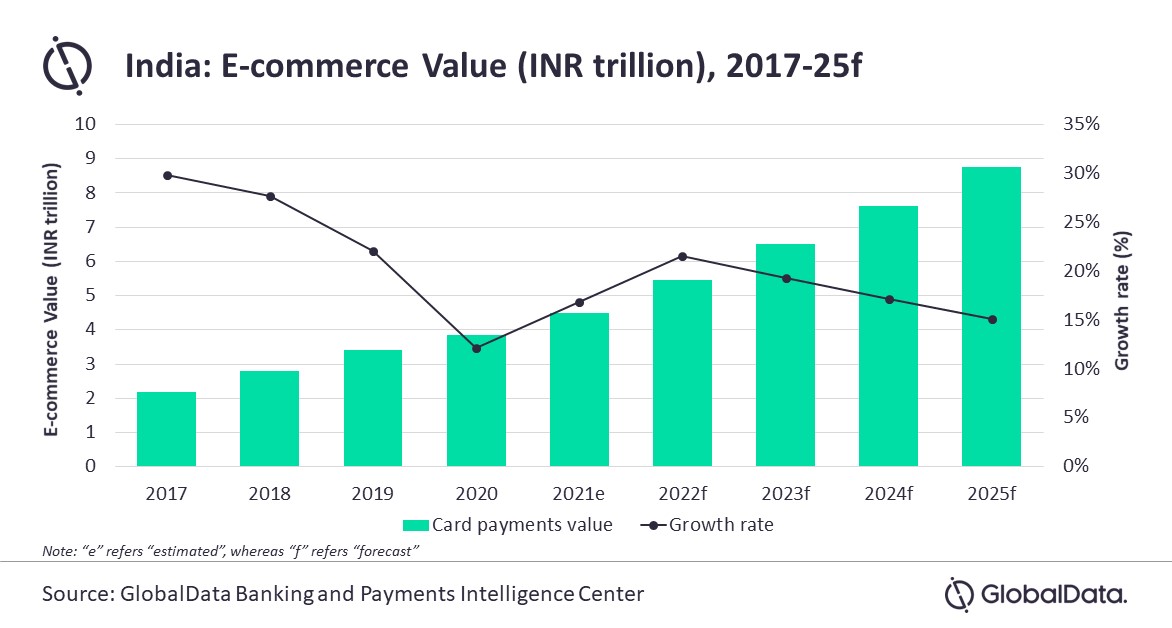 India: E-commerce Value (INR trillion), 2017-25f
E-commerce Value (INR trillion)
10
9
8
7
6
5
4
3
2
1
0
35%
30%
25%
20%
15%
10%
5%
0%
Growth rate (%)
2017 2018 2019 2020 2021e 2022f 2023f 2024f 2025f
Card payments value Growth rate
Note: “e” refers “estimated”, whereas “f” refers “forecast”
Source: GlobalData Banking and Payments Intelligence Center
GlobalData.